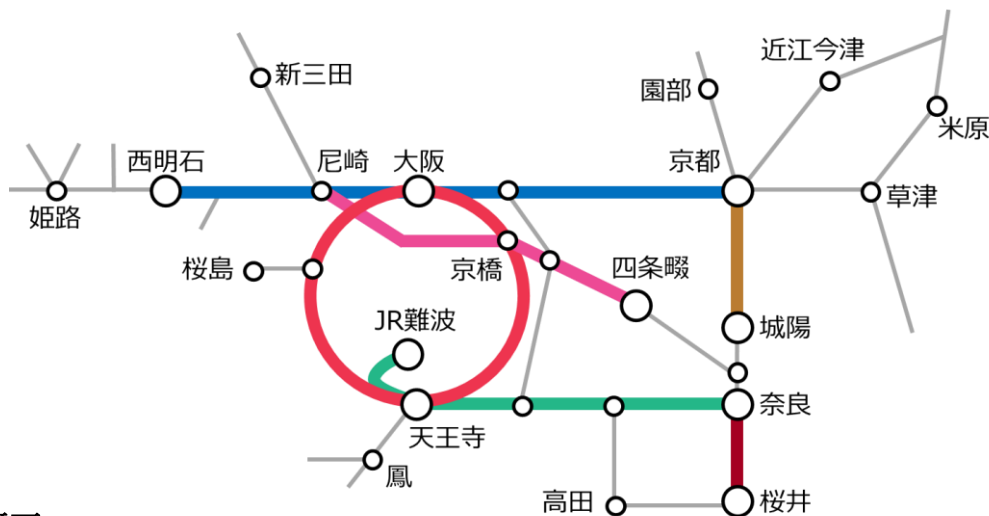 近江今津
新三田
園部
米原
西明石
尼崎
大阪
京都
姫路
草津
桜島
京橋
四条畷
JR難波
城陽
天王寺
奈良
鳳
高田
桜井